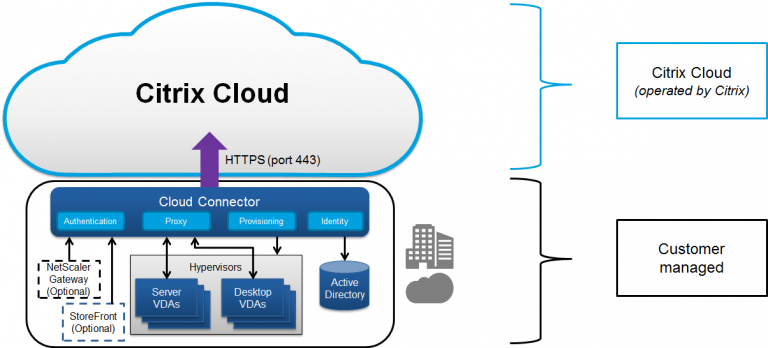 Citrix Cloud
HTTPS (port 443)
Citrix Cloud
(operated by Citrix)
Cloud Connector
Authentication
Proxy
Provisioning
Identity
NetScaler
Gateway
(Optional)
StoreFront
(Optional)
Hypervisors
Server
VDAs
Desktop
VDAs
Active
Directory
Customer
managed